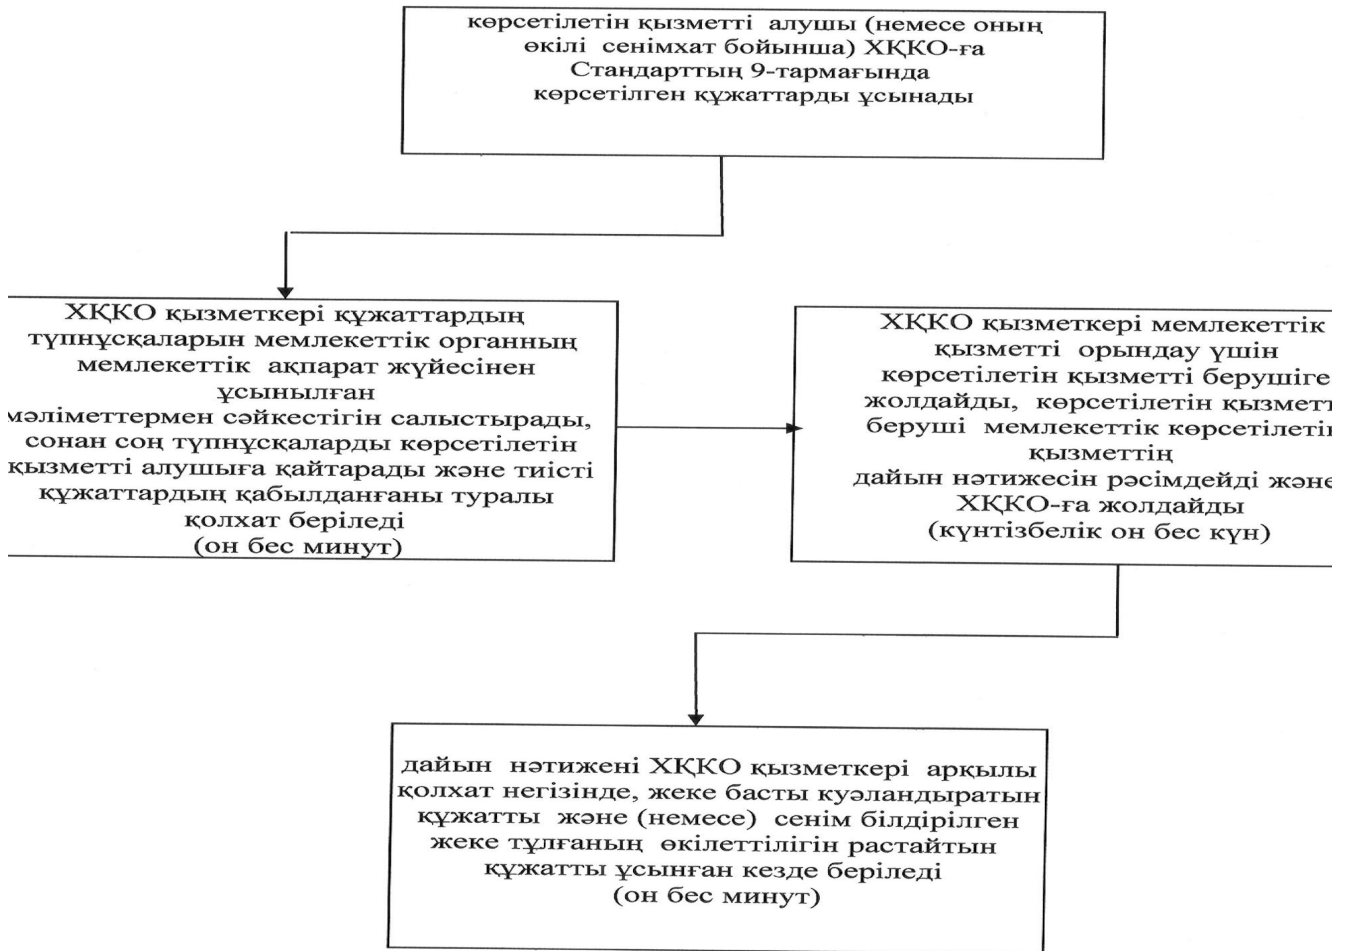 көрсетілетін қызметті алушы (немесе оның
өкілі сенімхат бойынша) ХҚКО-ға
Стандарттың 9-тармағында
көрсетілген құжаттарды ұсынады
ХҚКО қызметкері құжаттардың
түпнұсқаларын мемлекеттік органның
мемлекеттік ақпарат жүйесінен
ұсынылған
мәліметтермен сәйкестігін салыстырады,
сонан соң түпнұсқаларды көрсетілетін
қызметті алушыға қайтарады және тиісті
құжаттардың қабылданғаны туралы
қолхат беріледі
(он бес минут)
ХҚКО қызметкері мемлекеттік
қызметті орындау үшін
көрсетілетін қызметті берушіге
жолдайды, көрсетілетін қызметт
беруші мемлекеттік көрсетілеті
қызметтің
дайын нәтижесін рәсімдейді және
ХҚКО-ға жолдайды
(күнтізбелік он бес күн)
дайын нәтижені ХҚКО қызметкері арқылы
қолхат негізінде, жеке басты куәландыратын
құжатты және (немесе) сенім білдірілген
жеке тұлғаның өкілеттілігін растайтын
құжатты ұсынған кезде беріледі
(он бес минут)